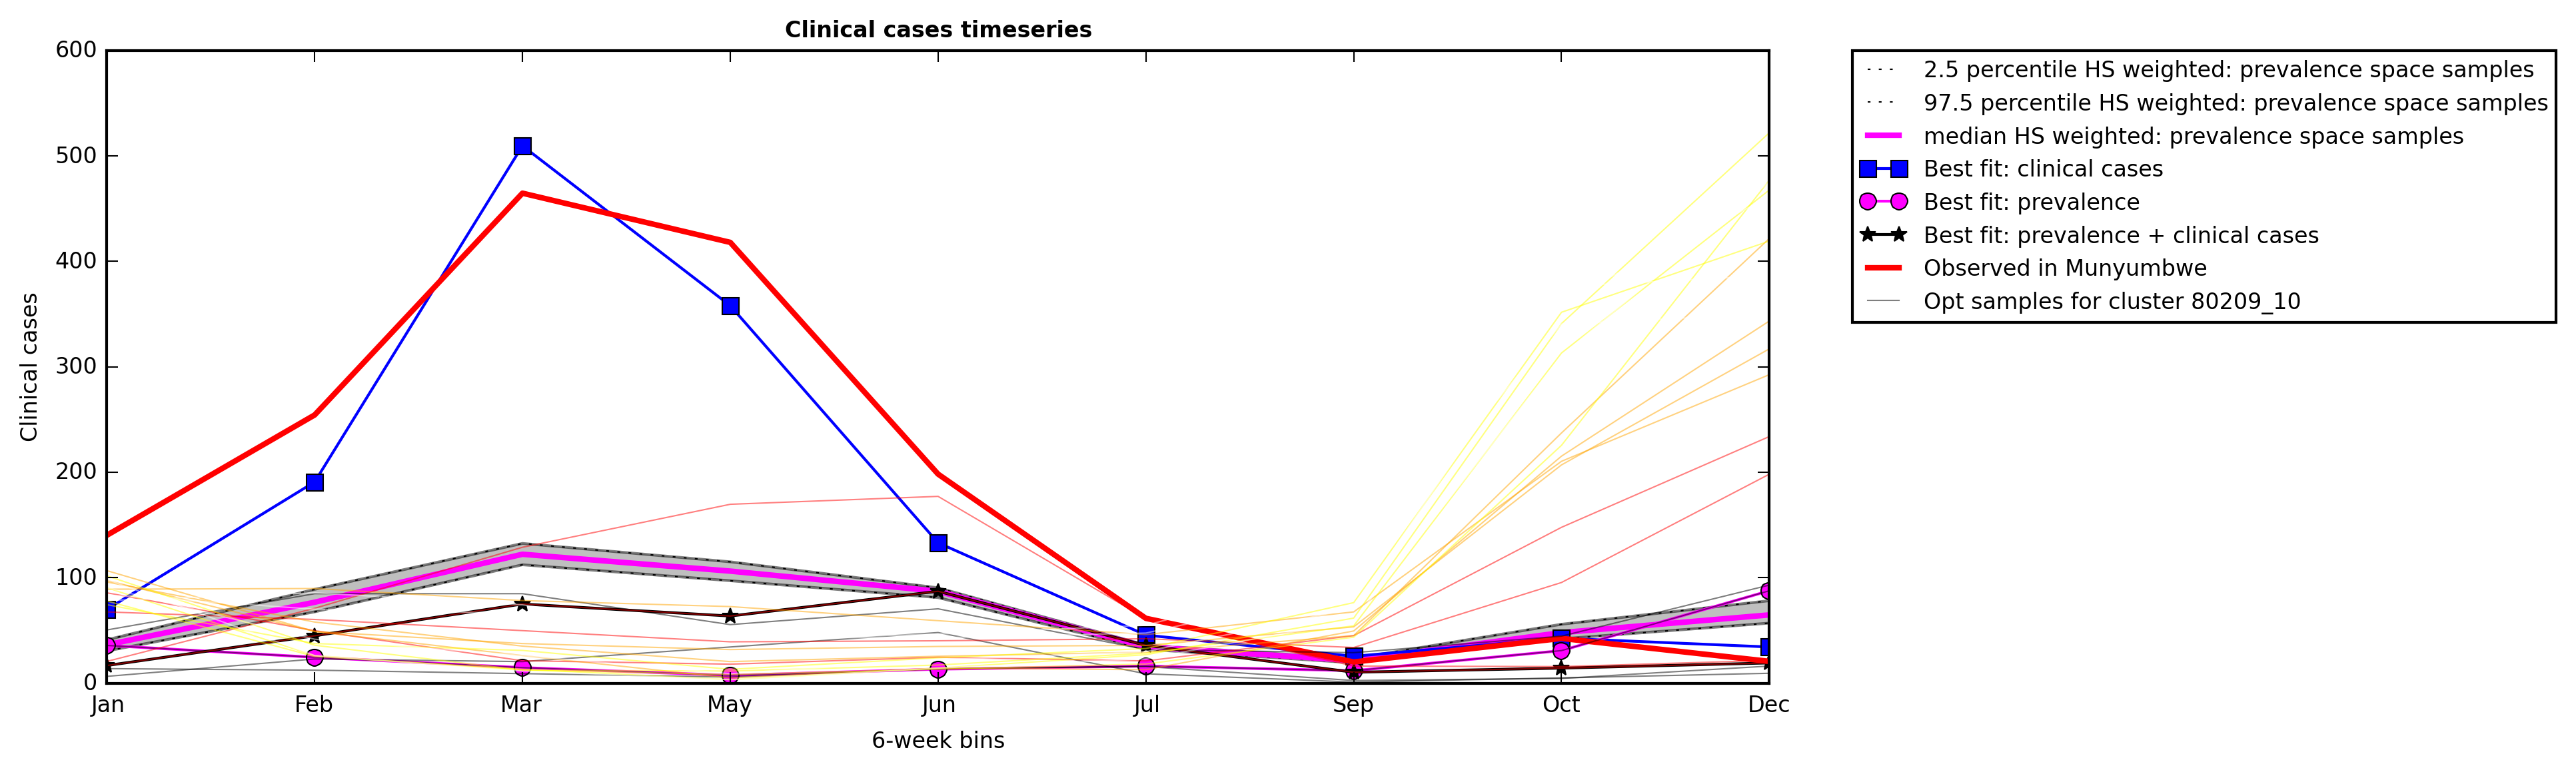 Clinical cases timeseries
600
500
400
300
200
100
0
Clinical cases
Jan Feb Mar May Jun Jul Sep Oct Dec
6-week bins
2.5 percentile HS weighted: prevalence space samples
97.5 percentile HS weighted: prevalence space samples
median HS weighted: prevalence space samples
Best fit: clinical cases
Best fit: prevalence
Best fit: prevalence + clinical cases
Observed in Munyumbwe
Opt samples for cluster 80209_10